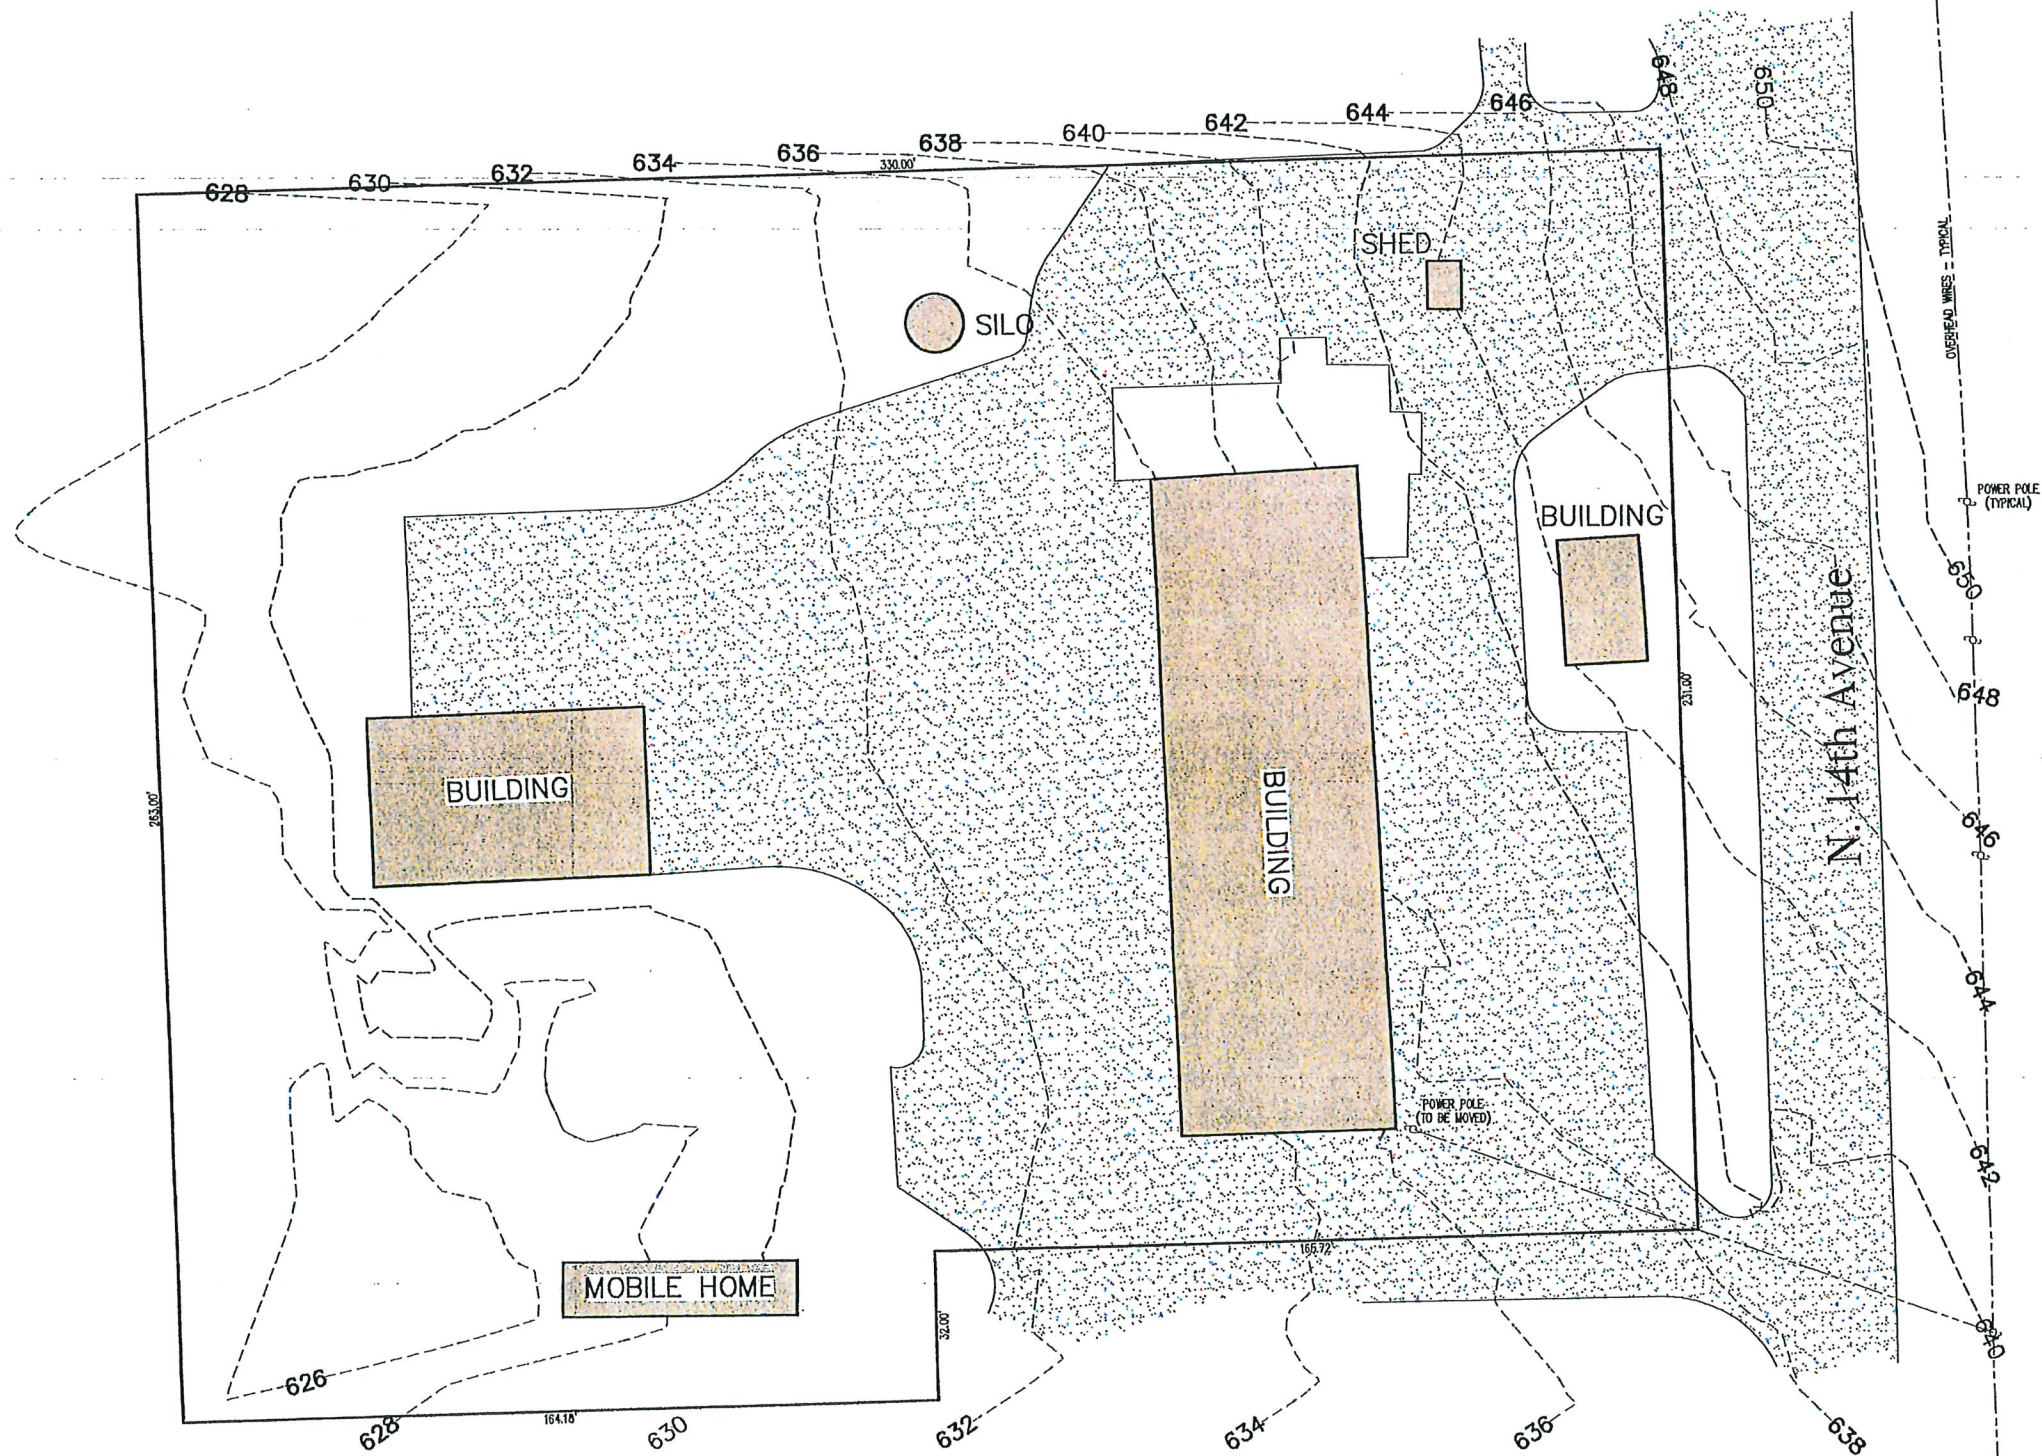 648
650
646
644
642
640
638
636
634
632
630
628
330.00'
OVERHEAD WIRES - TYPICAL
SHED
SILO
POWER POLE
(TYPICAL)
BUILDING
650
N. 14th Avenue
231.00'
648
BUILDING
BUILDING
263.00'
646
644
POWER POLE
(TO BE MOVED)
642
165.72'
MOBILE HOME
32.00'
640
626
164.18'
628
630
632
634
636
638